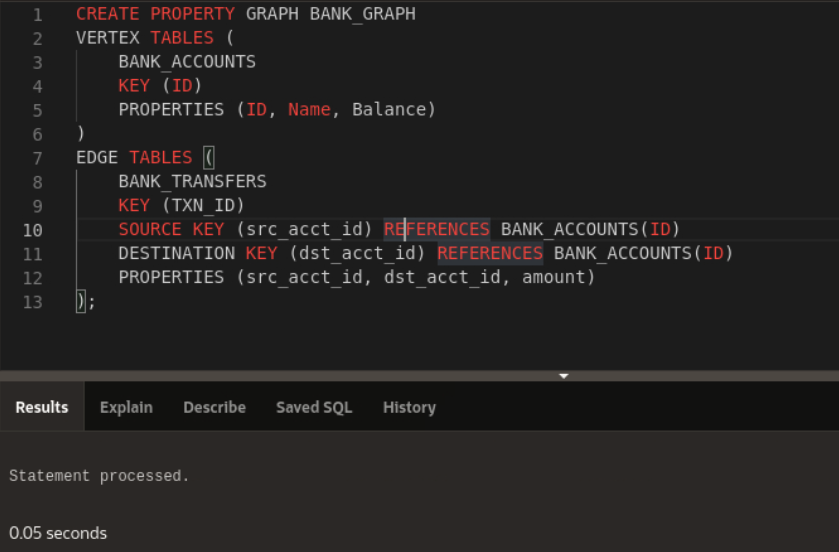 1 CREATE PROPERTY GRAPH BANK_GRAPH
2 VERTEX TABLES (
3 BANK_ACCOUNTS
4 KEY (ID)
5 PROPERTIES (ID, Name, Balance)
6 )
7 EDGE TABLES (
8 BANK_TRANSFERS
9 KEY (TXN_ID)
10 SOURCE KEY (src_acct_id) REFERENCES BANK_ACCOUNTS(ID)
11 DESTINATION KEY (dst_acct_id) REFERENCES BANK_ACCOUNTS(ID)
12 PROPERTIES (src_acct_id, dst_acct_id, amount)
13 );
Results Explain Describe Saved SQL History
Statement processed.
0.05 seconds